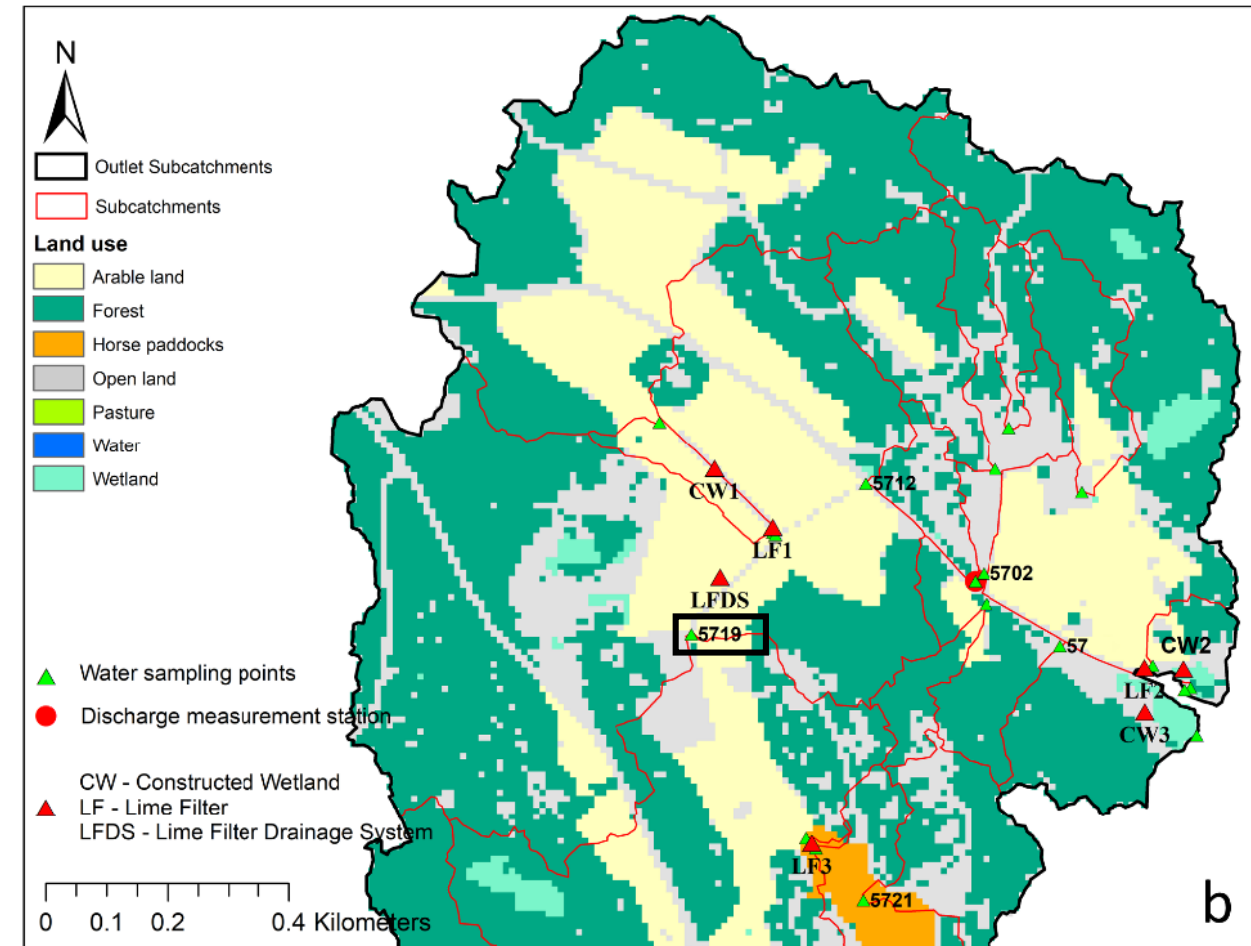 N
Outlet Subcatchments
Subcatchments
Land use
Arable land
Forest
Horse paddocks
Open land
Pasture
Water
Wetland
Water sampling points
Discharge measurement station
CW - Constructed Wetland
LF - Lime Filter
LFDS - Lime Filter Drainage System
0 0.1 0.2 0.4 Kilometers
CW1
5712
LF1
LFDS
5702
5719
57
CW2
LF2
CW3
LF3
5721
b